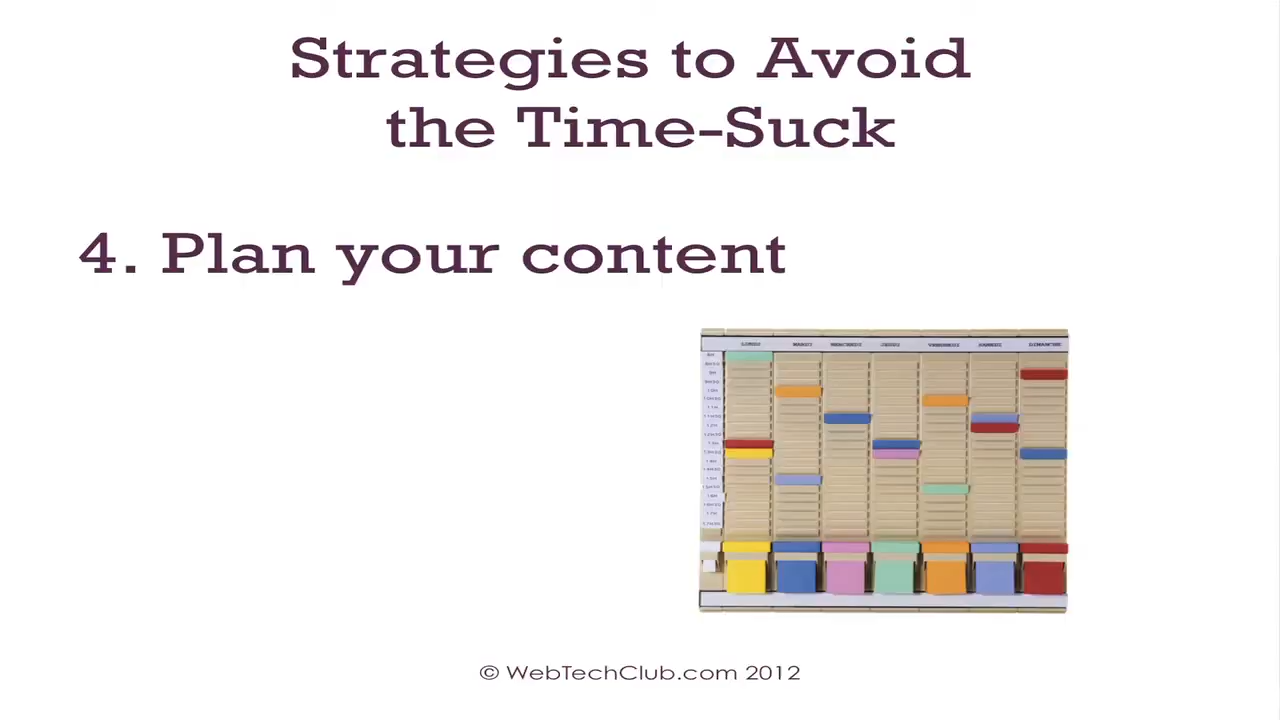 Strategies to Avoid
the Time-Suck
4. Plan your content
© WebTechClub.com 2012